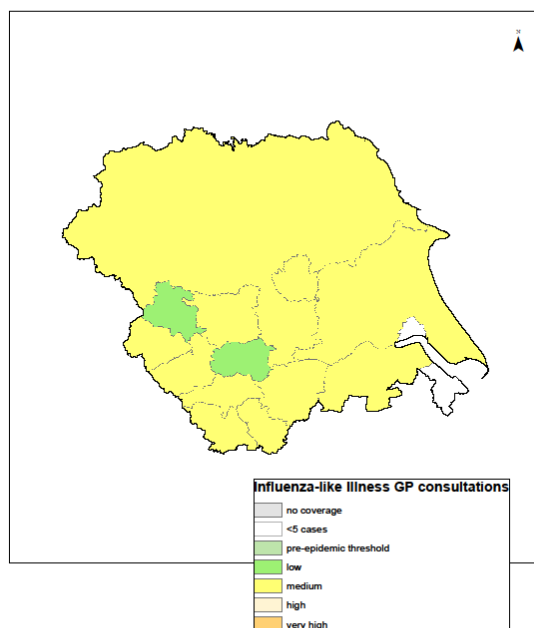 N
Influenza-like Illness GP consultations
no coverage
<5 cases
pre-epidemic threshold
low
medium
high
very high